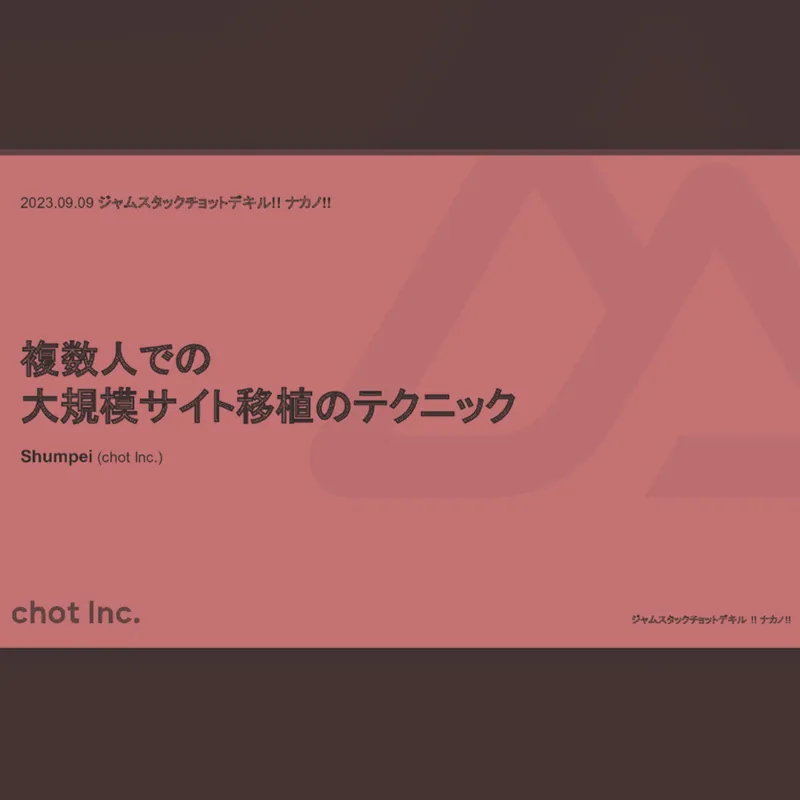 2023.09.09 ジャムスタックチョットデキル!! ナカノ!!
複数人での
大規模サイト移植のテクニック
Shumpei (chot Inc.)
chot Inc.
ジャムスタックチョットデキル !! ナカノ!!